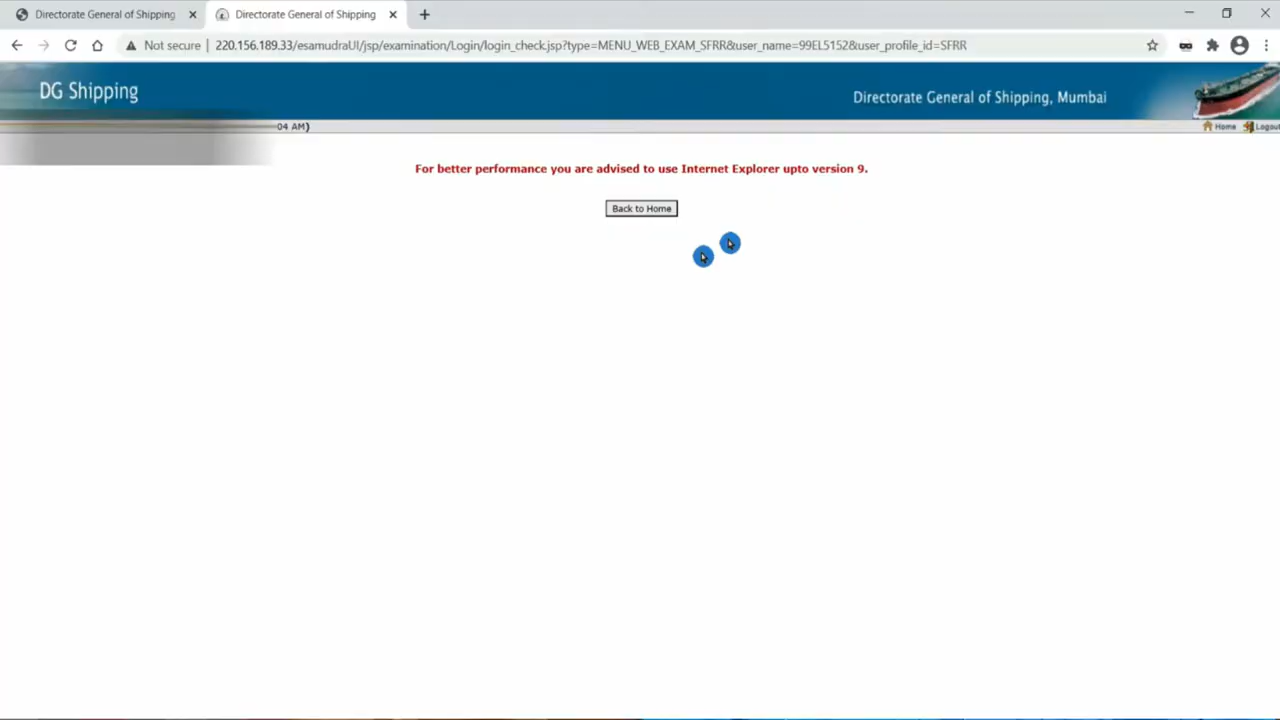 Directorate General of Shipping
Directorate General of Shipping
Not secure
220.156.189.33/esamudraUI/jsp/examination/Login/login_check.jsp?type=MENU_WEB_EXAM_SFRR&user_name=99EL5152&user_profile_id=SFRR
DG Shipping
Directorate General of Shipping, Mumbai
04 AM)
Home
Logout
For better performance you are advised to use Internet Explorer upto version 9.
Back to Home